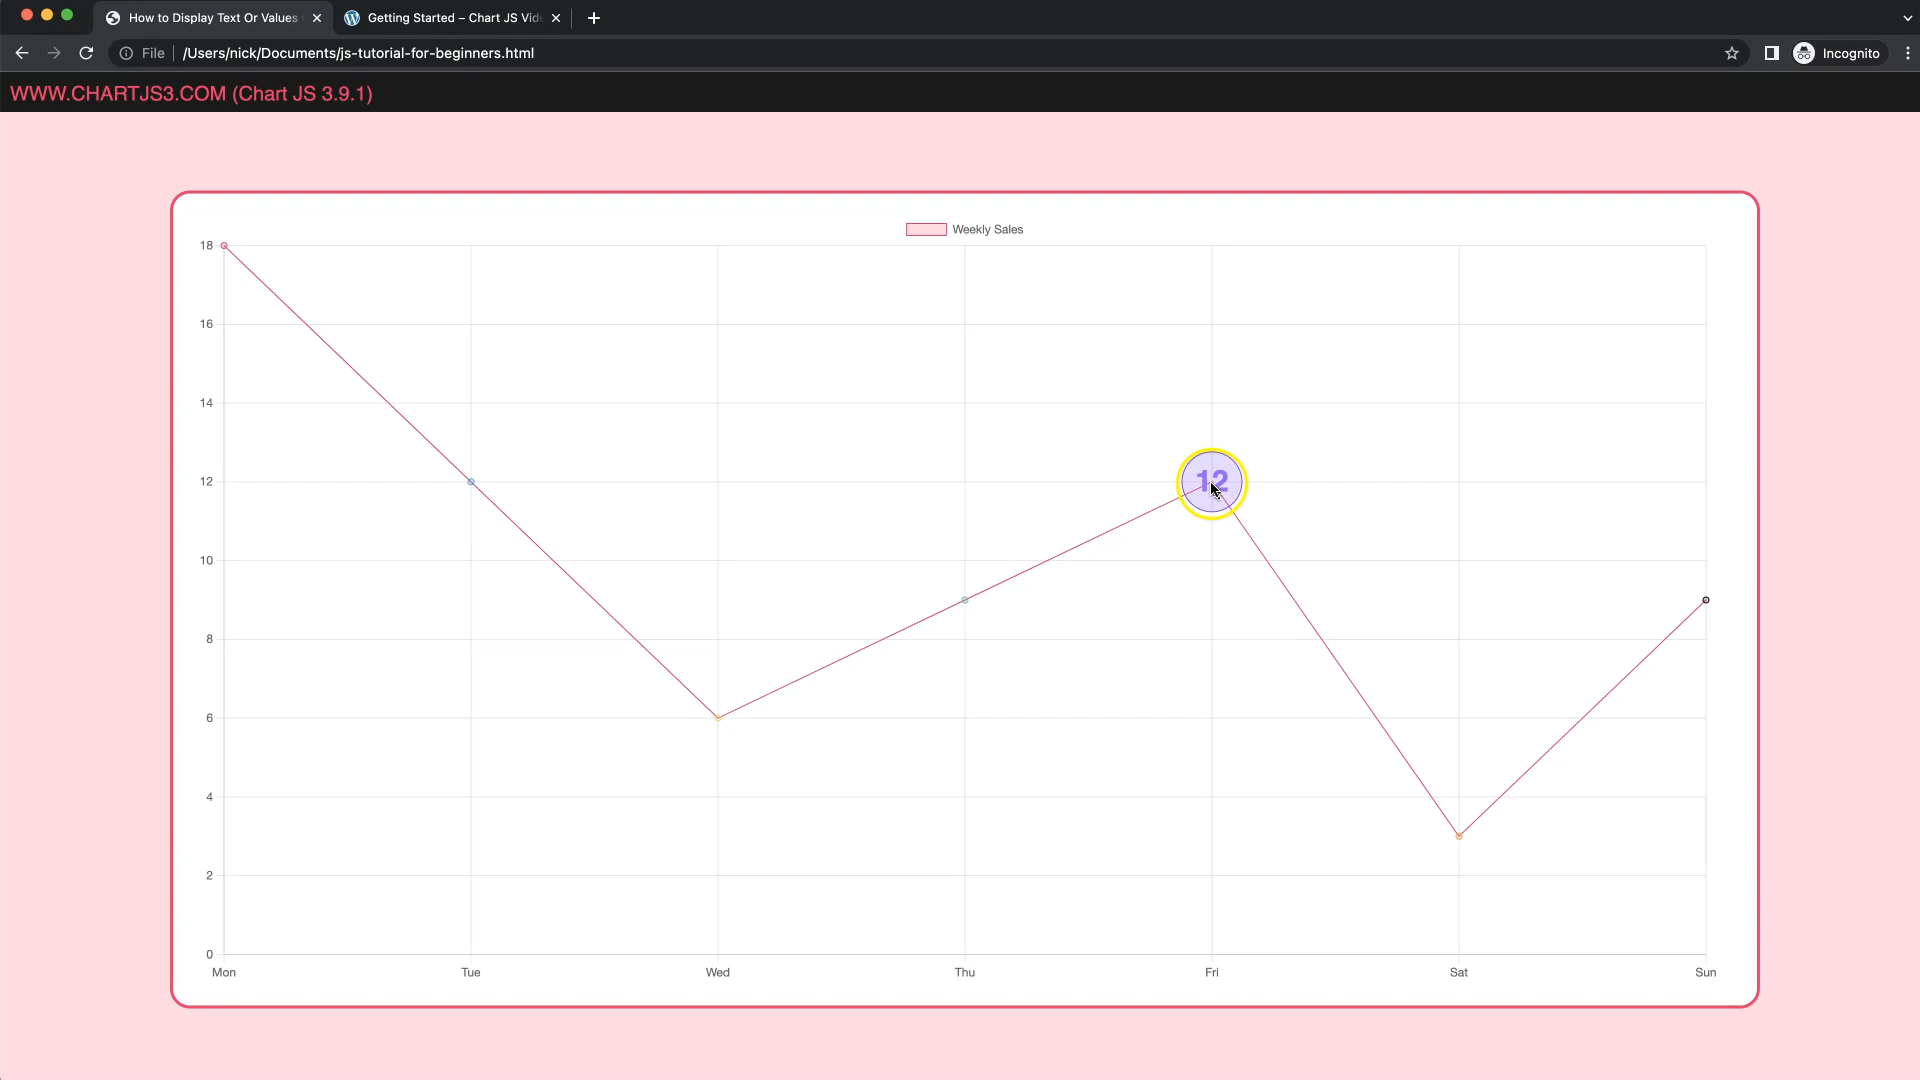 How to Display Text Or Values
Getting Started – Chart JS Vid
File
/Users/nick/Documents/js-tutorial-for-beginners.html
Incognito
WWW.CHARTJS3.COM (Chart JS 3.9.1)
Weekly Sales
18
16
14
12
12
10
8
6
4
2
0
Mon Tue Wed Thu Fri Sat Sun